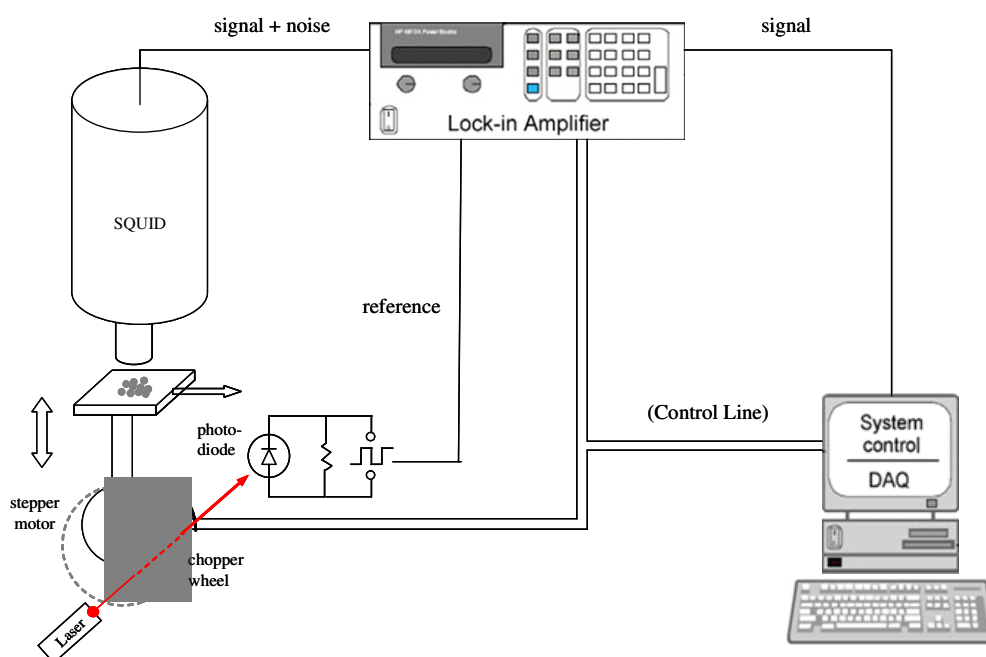 signal + noise
signal
Lock-in Amplifier
SQUID
reference
(Control Line)
photo-
diode
System
control
DAQ
stepper
motor
chopper
wheel
Laser